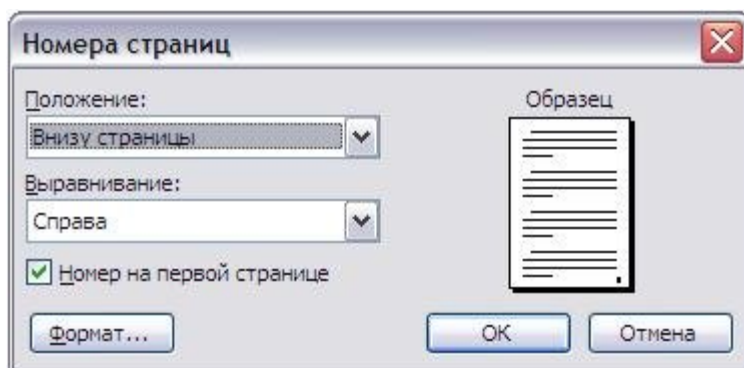 Номера страниц
Положение:
Образец
Внизу страницы
Выравнивание:
Справа
Номер на первой странице
Формат...
ОК
Отмена